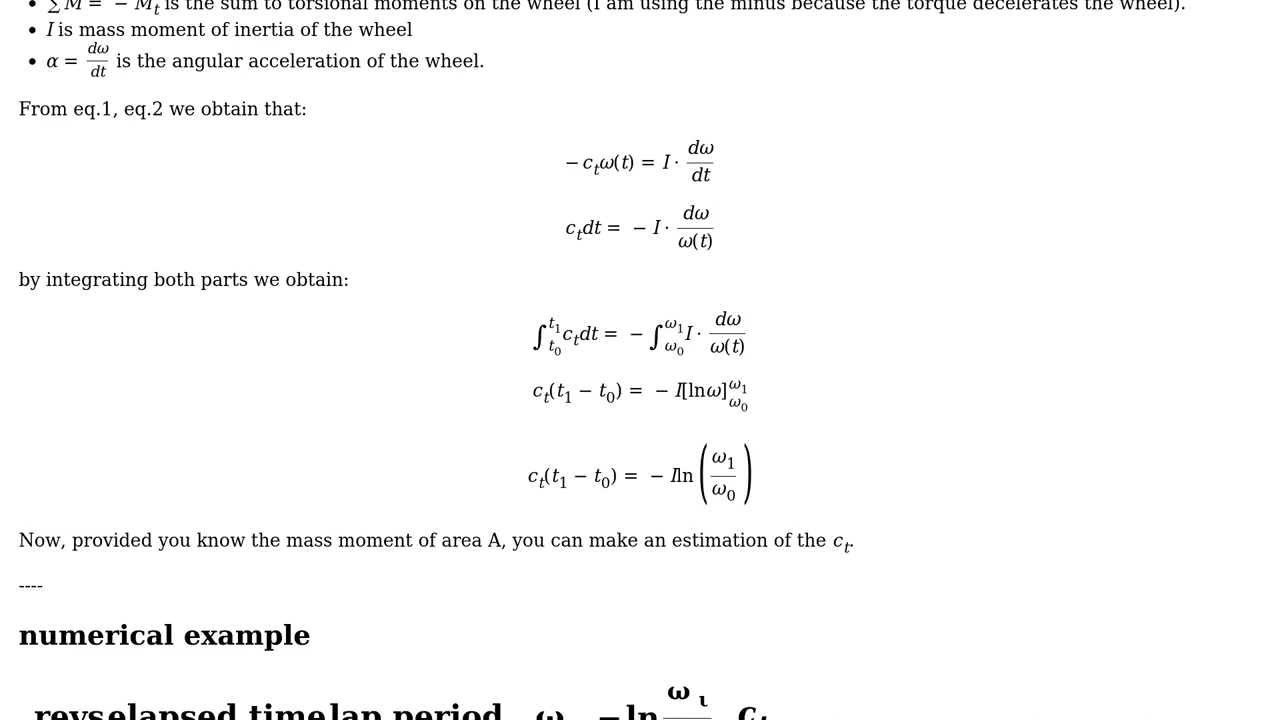 • ∑ M = − M_t is the sum to torsional moments on the wheel (I am using the minus because the torque decelerates the wheel).
• I is mass moment of inertia of the wheel
• α = dω/dt is the angular acceleration of the wheel.
From eq.1, eq.2 we obtain that:
− c_t ω(t) = I · dω/dt
c_t dt = − I · dω/ω(t)
by integrating both parts we obtain:
∫_{t_0}^{t_1} c_t dt = − ∫_{ω_0}^{ω_1} I · dω/ω(t)
c_t(t_1 − t_0) = − I[lnω]_{ω_0}^{ω_1}
c_t(t_1 − t_0) = − Iln(ω_1/ω_0)
Now, provided you know the mass moment of area A, you can make an estimation of the c_t.
----
numerical example
revs elapsed time lap period ω −ln ω_ι c_t